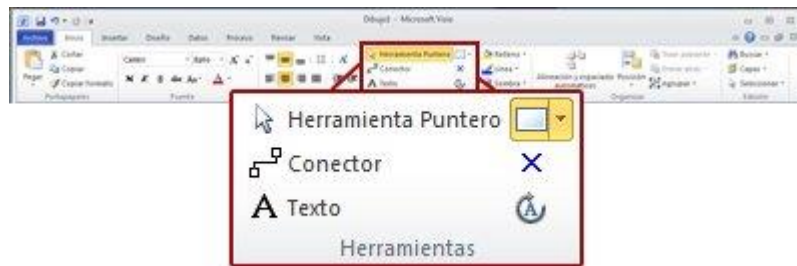 Dibujo1 - Microsoft Visio
Archivo Inicio Insertar Diseño Datos Proceso Revisar Vista
Cortar
Copiar
Copiar formato
Pegar
Portapapeles
Fuente
Herramienta Puntero
Conector
Texto
Relleno
Línea
Sombra
Alineación y espaciado automáticos
Posición
Agrupar
Organizar
Buscar
Capas
Seleccionar
Edición
Herramienta Puntero
Conector
A Texto
Herramientas